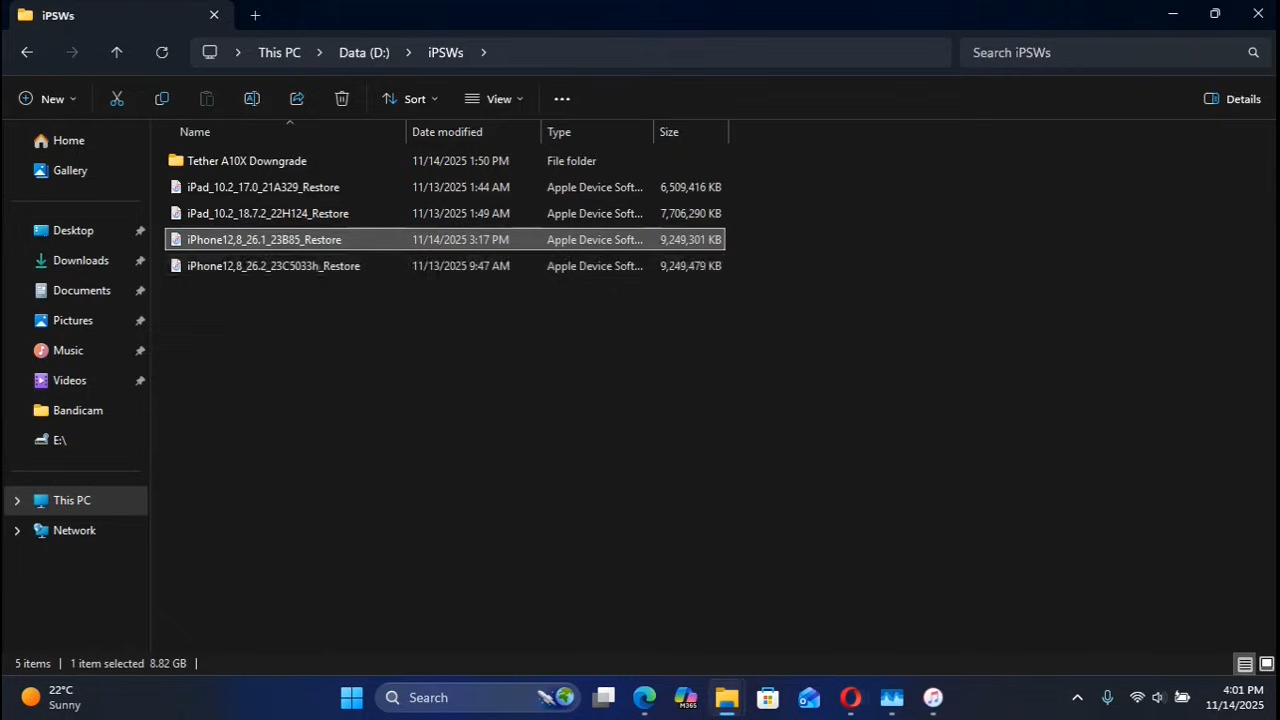 iPSWs
This PC
Data (D:)
iPSWs
Search iPSWs
New
Sort
View
Details
Name
Date modified
Type
Size
Home
Gallery
Desktop
Downloads
Documents
Pictures
Music
Videos
Bandicam
E:\
This PC
Network
Tether A10X Downgrade 11/14/2025 1:50 PM File folder
iPad_10.2_17.0_21A329_Restore 11/13/2025 1:44 AM Apple Device Soft... 6,509,416 KB
iPad_10.2_18.7.2_22H124_Restore 11/13/2025 1:49 AM Apple Device Soft... 7,706,290 KB
iPhone12,8_26.1_23B85_Restore 11/14/2025 3:17 PM Apple Device Soft... 9,249,301 KB
iPhone12,8_26.2_23C5033h_Restore 11/13/2025 9:47 AM Apple Device Soft... 9,249,479 KB
5 items 1 item selected 8.82 GB
22°C
Sunny
Search
M365
4:01 PM
11/14/2025